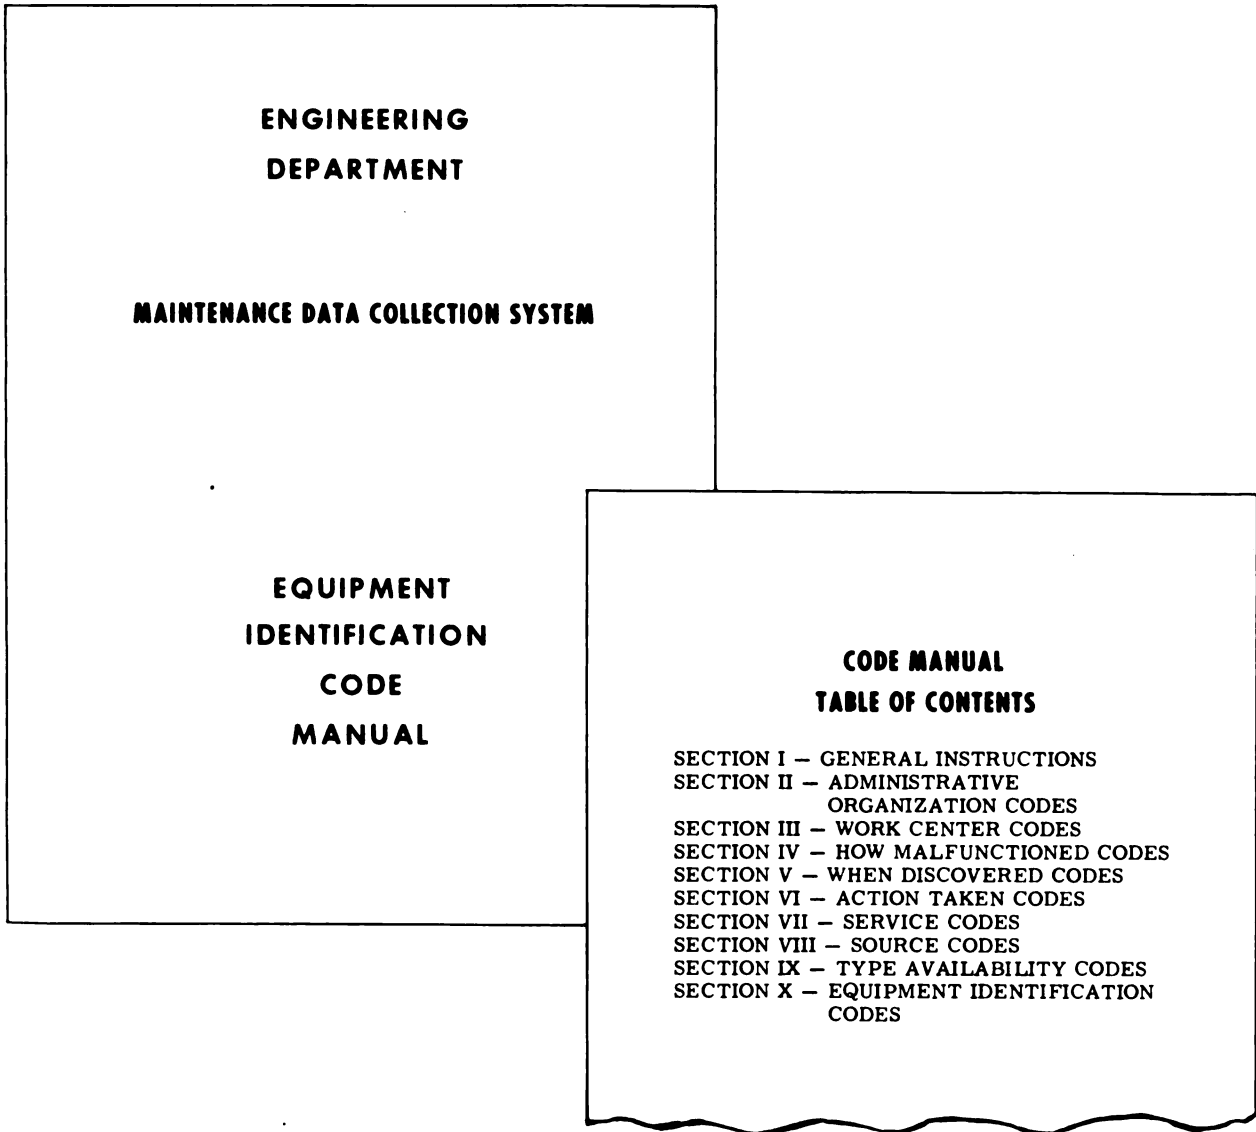 ENGINEERING
DEPARTMENT
MAINTENANCE DATA COLLECTION SYSTEM
EQUIPMENT
IDENTIFICATION
CODE
MANUAL
CODE MANUAL
TABLE OF CONTENTS
SECTION I — GENERAL INSTRUCTIONS
SECTION II — ADMINISTRATIVE
ORGANIZATION CODES
SECTION III — WORK CENTER CODES
SECTION IV — HOW MALFUNCTIONED CODES
SECTION V — WHEN DISCOVERED CODES
SECTION VI — ACTION TAKEN CODES
SECTION VII — SERVICE CODES
SECTION VIII — SOURCE CODES
SECTION IX — TYPE AVAILABILITY CODES
SECTION X — EQUIPMENT IDENTIFICATION
CODES